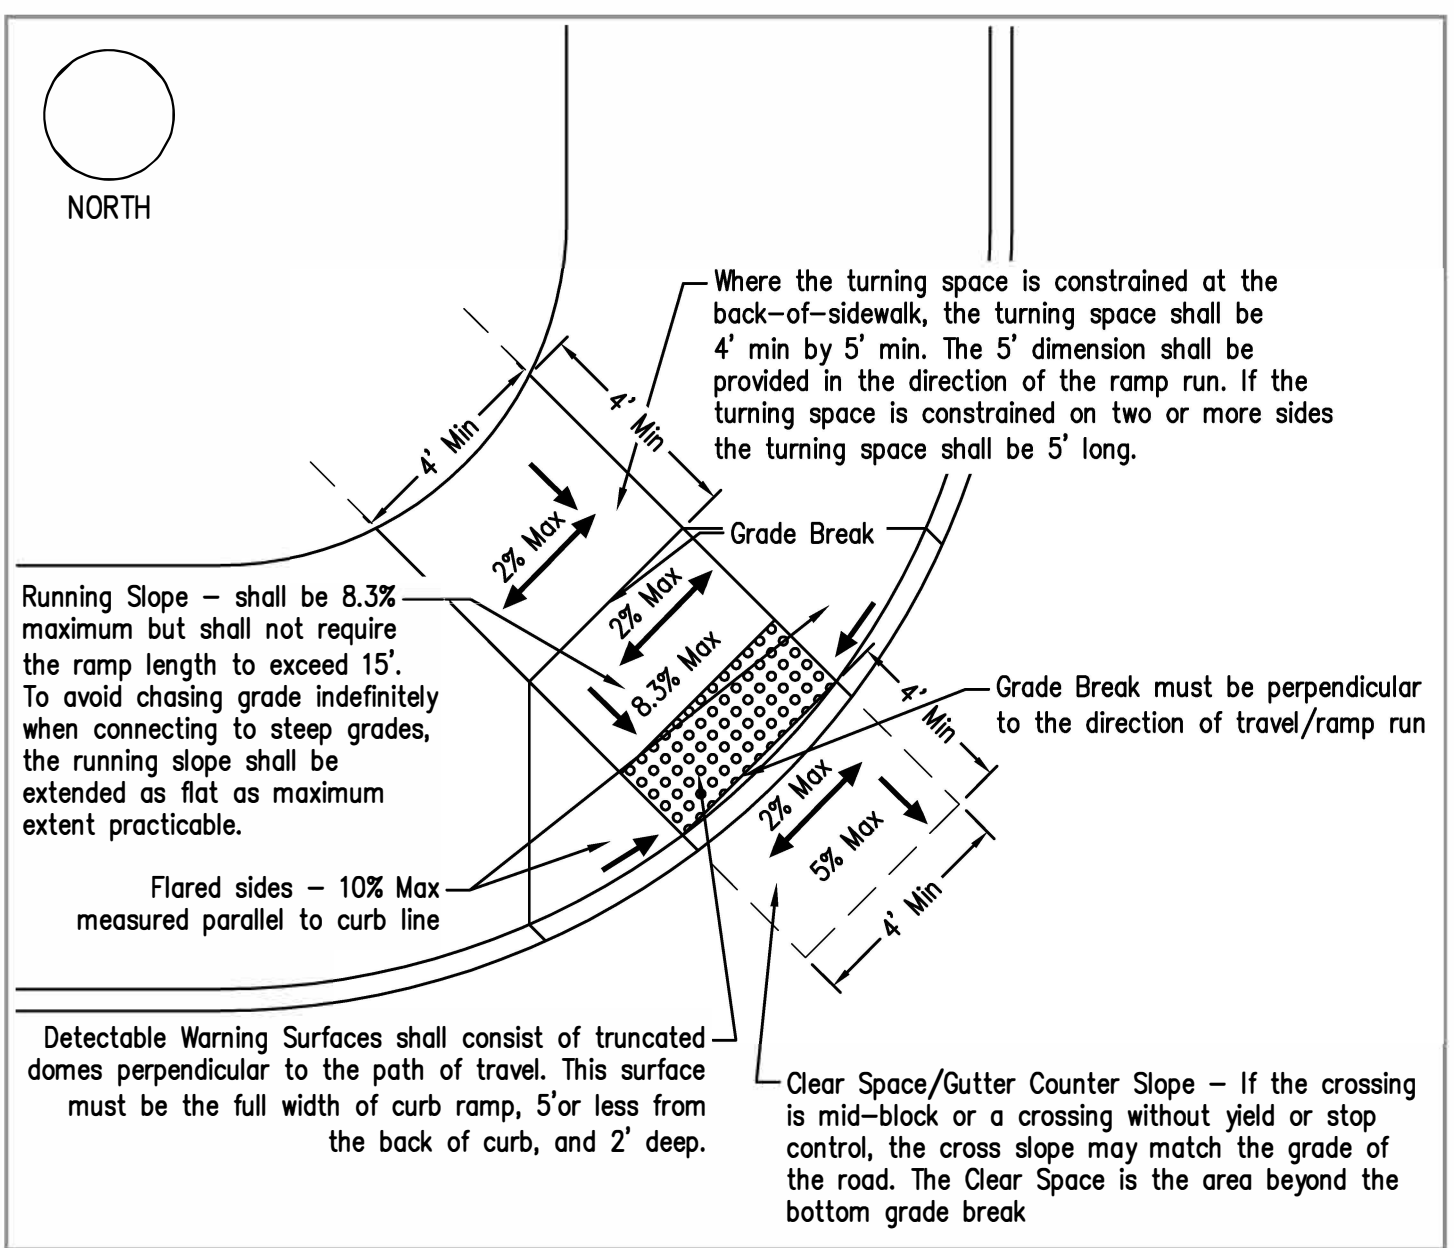 NORTH
Where the turning space is constrained at the
back-of-sidewalk, the turning space shall be
4' min by 5' min. The 5' dimension shall be
provided in the direction of the ramp run. If the
turning space is constrained on two or more sides
the turning space shall be 5' long.
4' Min
4' Min
2% Max
Grade Break
2% Max
8.3% Max
Running Slope - shall be 8.3%
maximum but shall not require
the ramp length to exceed 15'.
To avoid chasing grade indefinitely
when connecting to steep grades,
the running slope shall be
extended as flat as maximum
extent practicable.
Grade Break must be perpendicular
to the direction of travel/ramp run
4' Min
2% Max
5% Max
4' Min
Flared sides - 10% Max
measured parallel to curb line
Detectable Warning Surfaces shall consist of truncated
domes perpendicular to the path of travel. This surface
must be the full width of curb ramp, 5'or less from
the back of curb, and 2' deep.
Clear Space/Gutter Counter Slope - If the crossing
is mid-block or a crossing without yield or stop
control, the cross slope may match the grade of
the road. The Clear Space is the area beyond the
bottom grade break